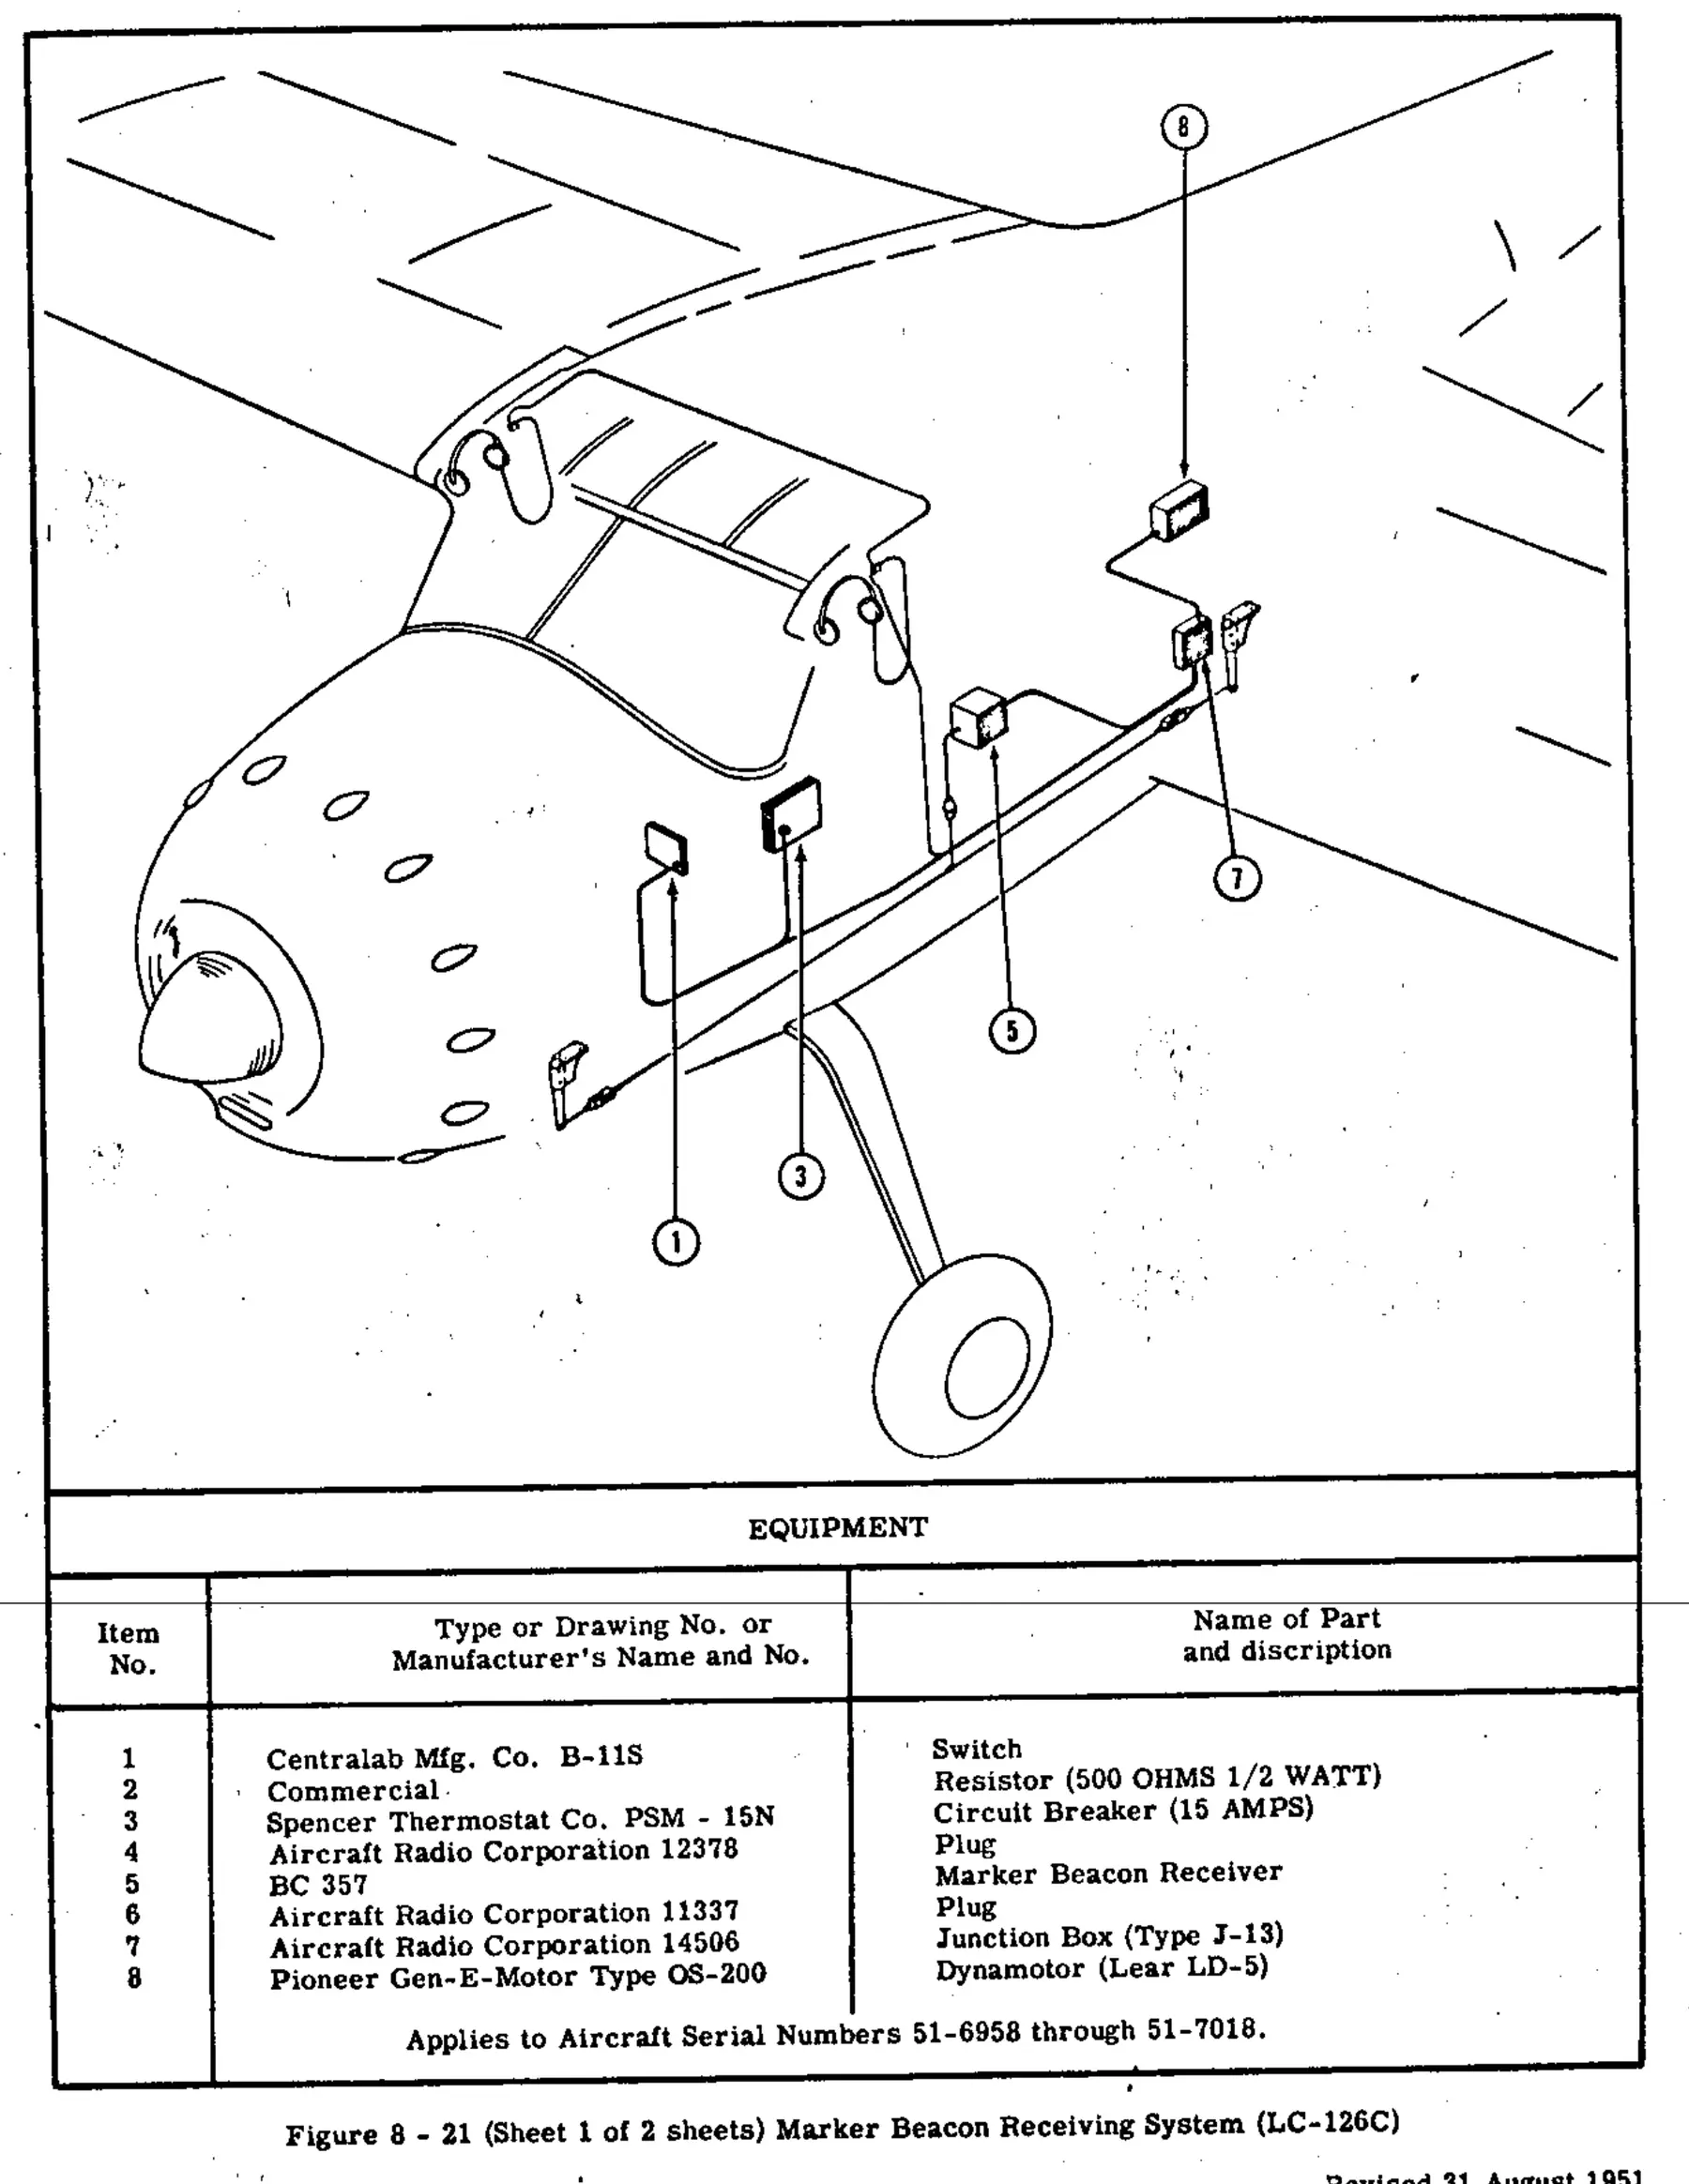 8
7
5
3
1
EQUIPMENT
Item No.
Type or Drawing No. or Manufacturer's Name and No.
Name of Part and discription
1 Centralab Mfg. Co. B-11S Switch
2 Commercial Resistor (500 OHMS 1/2 WATT)
3 Spencer Thermostat Co. PSM - 15N Circuit Breaker (15 AMPS)
4 Aircraft Radio Corporation 12378 Plug
5 BC 357 Marker Beacon Receiver
6 Aircraft Radio Corporation 11337 Plug
7 Aircraft Radio Corporation 14506 Junction Box (Type J-13)
8 Pioneer Gen-E-Motor Type OS-200 Dynamotor (Lear LD-5)
Applies to Aircraft Serial Numbers 51-6958 through 51-7018.
Figure 8 - 21 (Sheet 1 of 2 sheets) Marker Beacon Receiving System (LC-126C)
Revised 31 August 1951